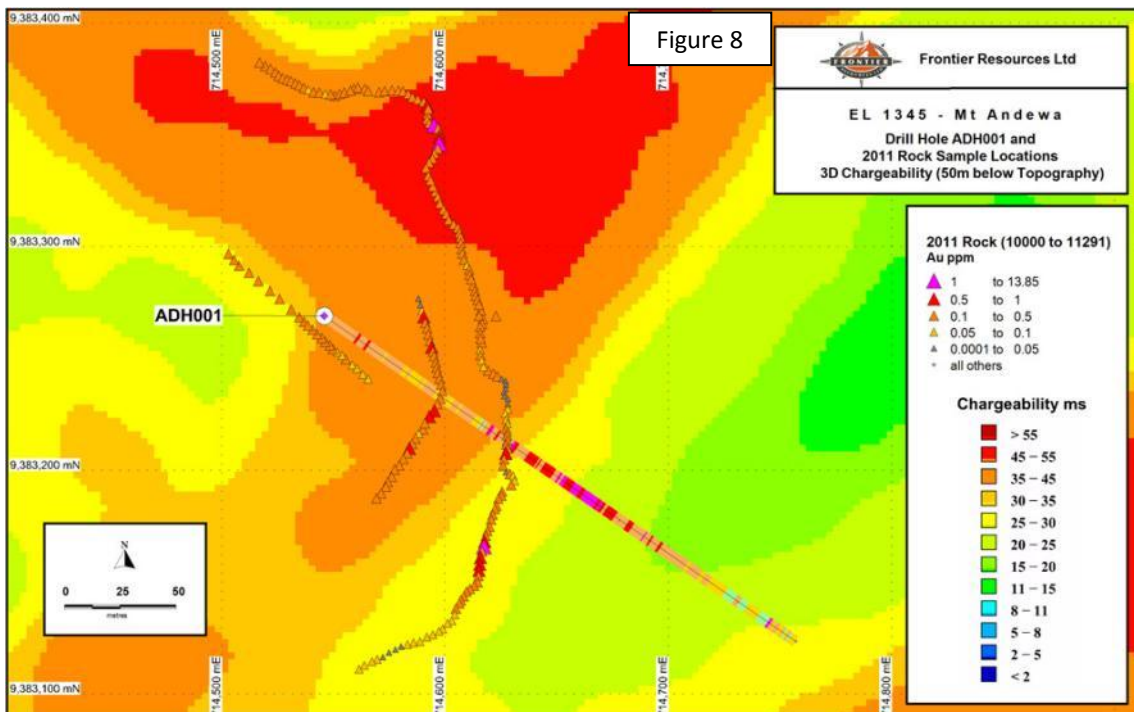 Figure 8
FRONTIER
Frontier Resources Ltd
EL 1345 - Mt Andewa
Drill Hole ADH001 and
2011 Rock Sample Locations
3D Chargeability (50m below Topography)
2011 Rock (10000 to 11291)
Au ppm
1 to 13.85
0.5 to 1
0.1 to 0.5
0.05 to 0.1
0.0001 to 0.05
all others
Chargeability ms
> 55
45 – 55
35 – 45
30 – 35
25 – 30
20 – 25
15 – 20
11 – 15
8 – 11
5 – 8
2 – 5
< 2
9,383,400 mN
714,500 mE
714,600 mE
9,383,300 mN
ADH001
9,383,200 mN
N
0 25 50
metres
9,383,100 mN
714,500 mE
714,600 mE
714,700 mE
714,800 mE